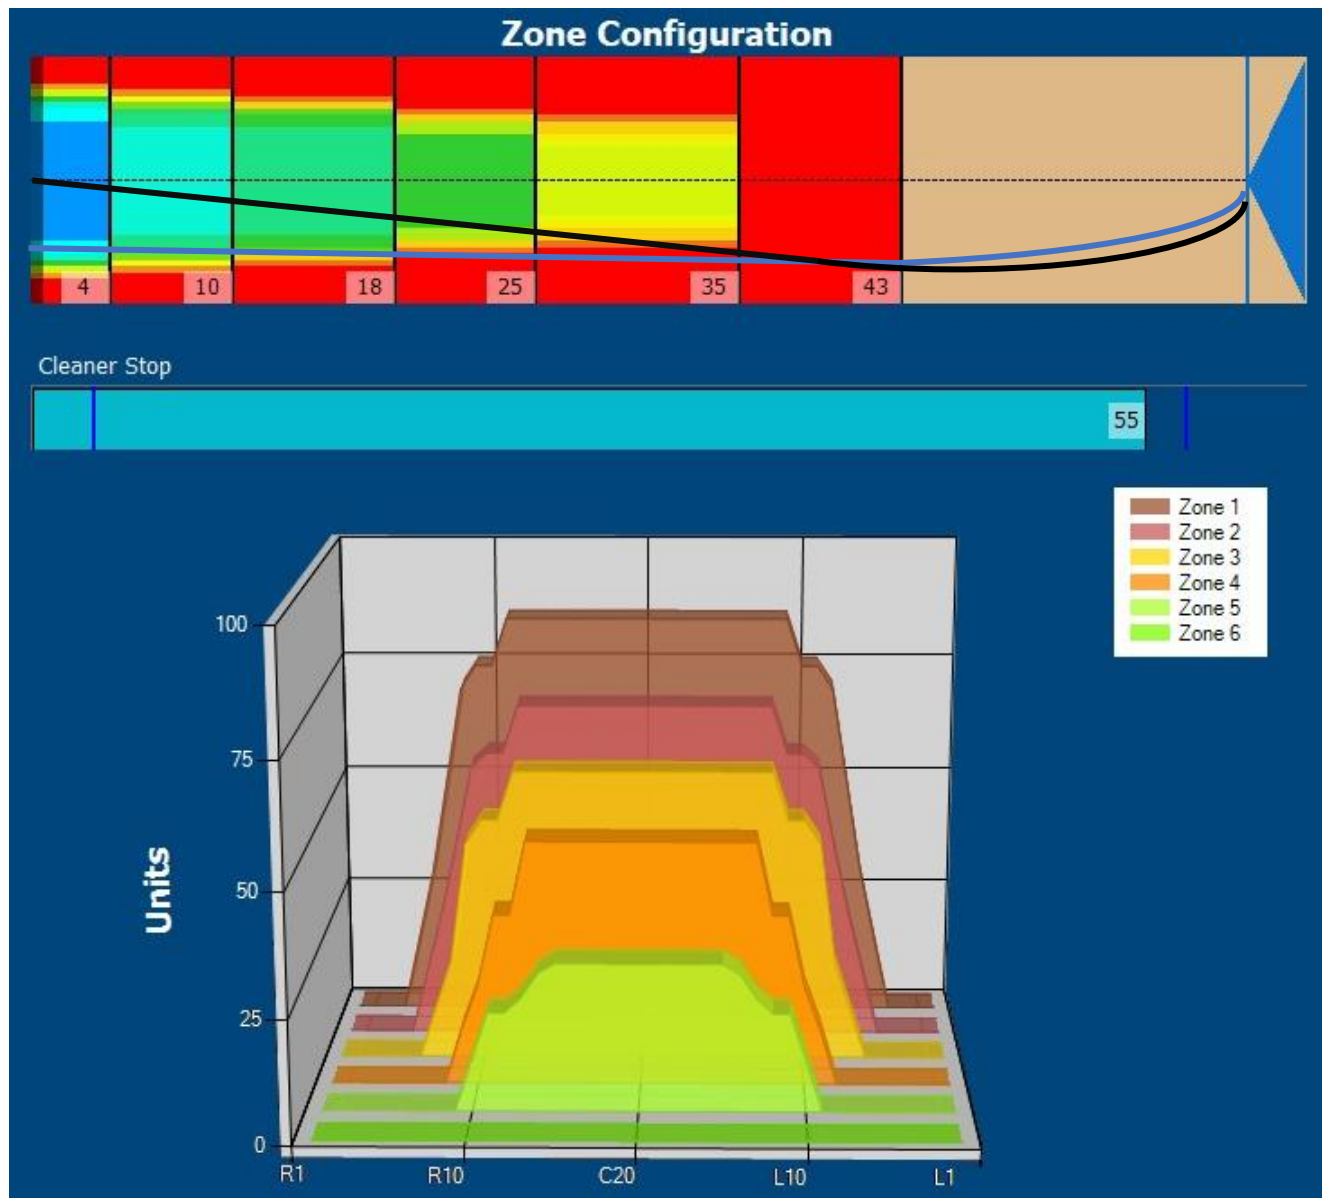 Zone Configuration
4 10 18 25 35 43
Cleaner Stop
55
Zone 1
Zone 2
Zone 3
Zone 4
Zone 5
Zone 6
100
75
50
25
0
Units
R1 R10 C20 L10 L1